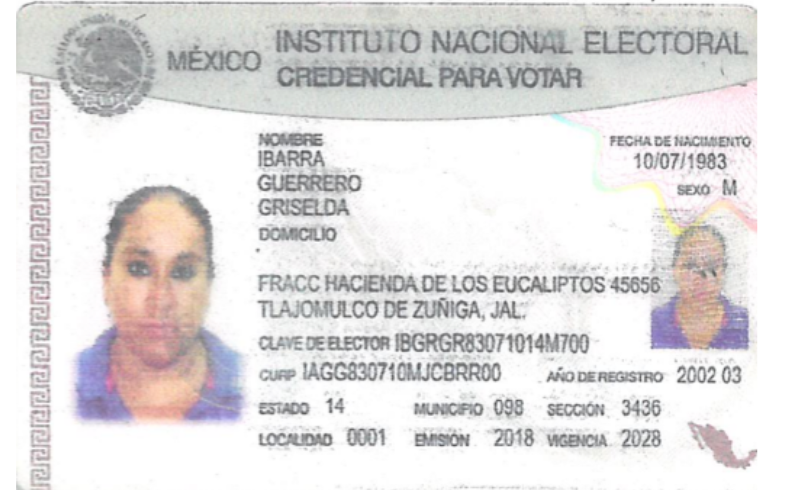 MÉXICO
INSTITUTO NACIONAL ELECTORAL
CREDENCIAL PARA VOTAR
NOMBRE
IBARRA
GUERRERO
GRISELDA
FECHA DE NACIMIENTO
10/07/1983
SEXO M
DOMICILIO
FRACC HACIENDA DE LOS EUCALIPTOS 45656
TLAJOMULCO DE ZUÑIGA, JAL.
CLAVE DE ELECTOR IBGRGR83071014M700
CURP IAGG830710MJCBRR00 AÑO DE REGISTRO 2002 03
ESTADO 14 MUNICIPIO 098 SECCIÓN 3436
LOCALIDAD 0001 EMISIÓN 2018 VIGENCIA 2028